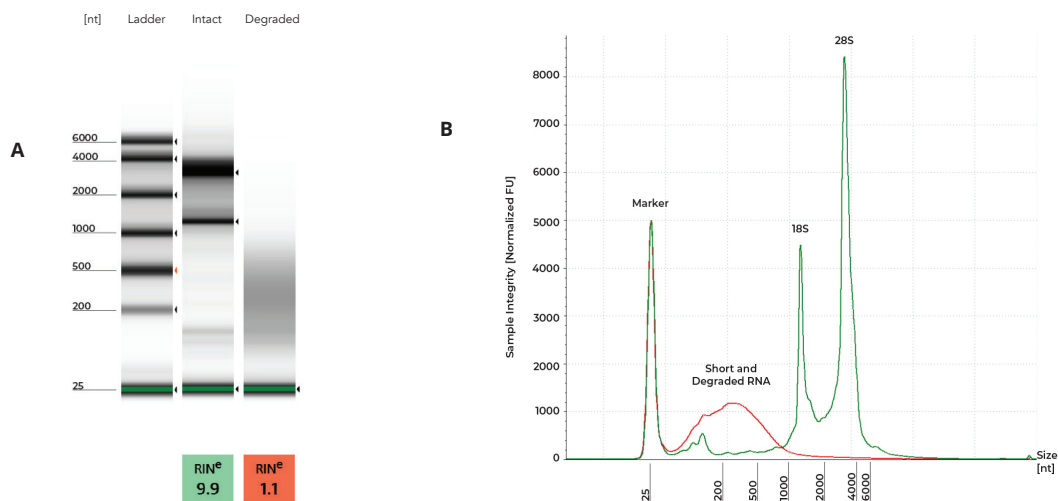 [nt] Ladder Intact Degraded
A
6000
4000
2000
1000
500
200
25
RINe
9.9
RINe
1.1
B
Sample Integrity [Normalized FU]
8000
7000
6000
5000
4000
3000
2000
1000
0
Marker
18S
28S
Short and
Degraded RNA
25 200 500 1000 2000 4000 6000
Size
[nt]